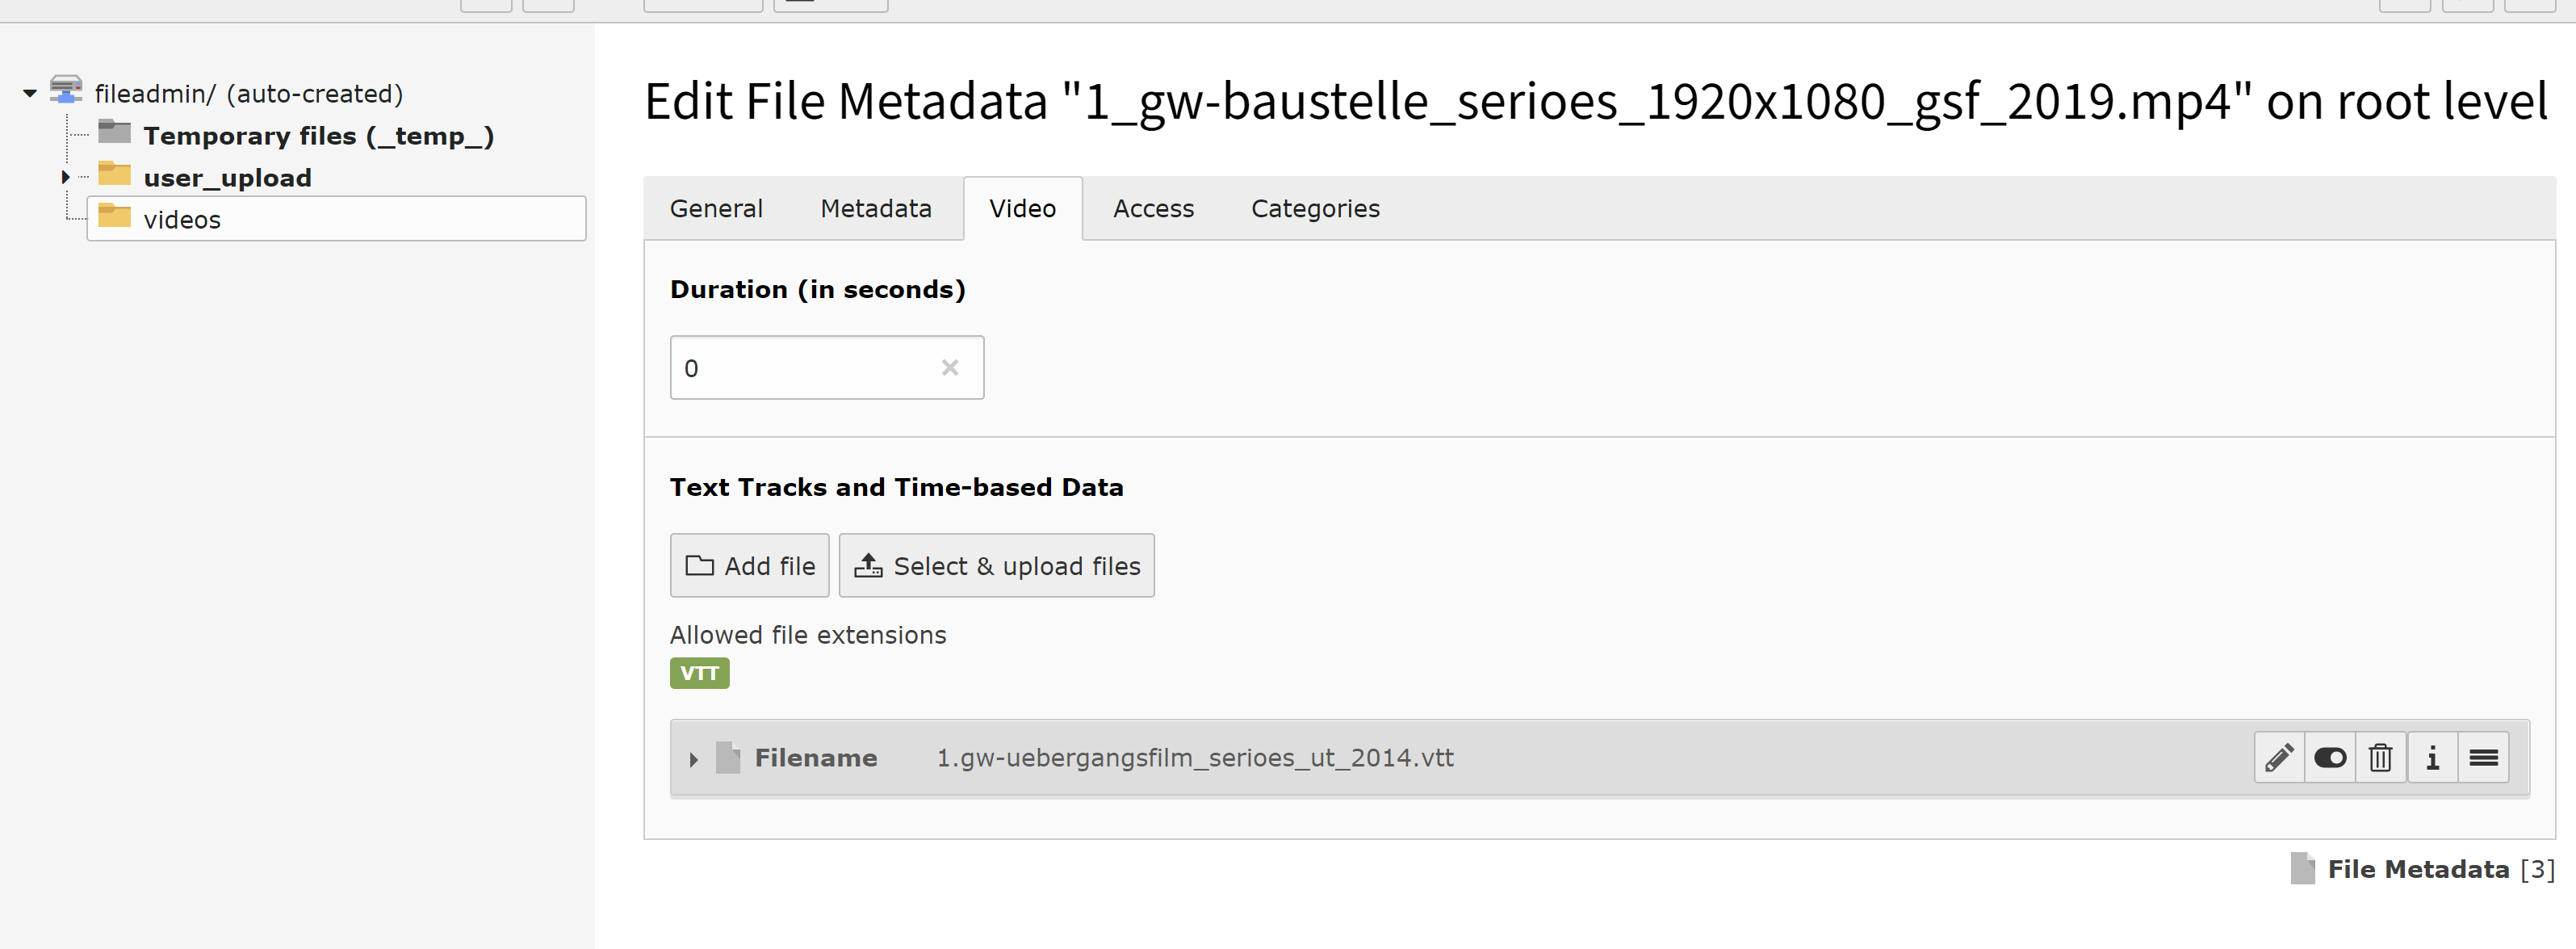 fileadmin/ (auto-created)
Temporary files (_temp_)
user_upload
videos
Edit File Metadata "1_gw-baustelle_serioes_1920x1080_gsf_2019.mp4" on root level
General Metadata Video Access Categories
Duration (in seconds)
0
Text Tracks and Time-based Data
Add file Select & upload files
Allowed file extensions
VTT
Filename 1.gw-uebergangsfilm_serioes_ut_2014.vtt
File Metadata [3]